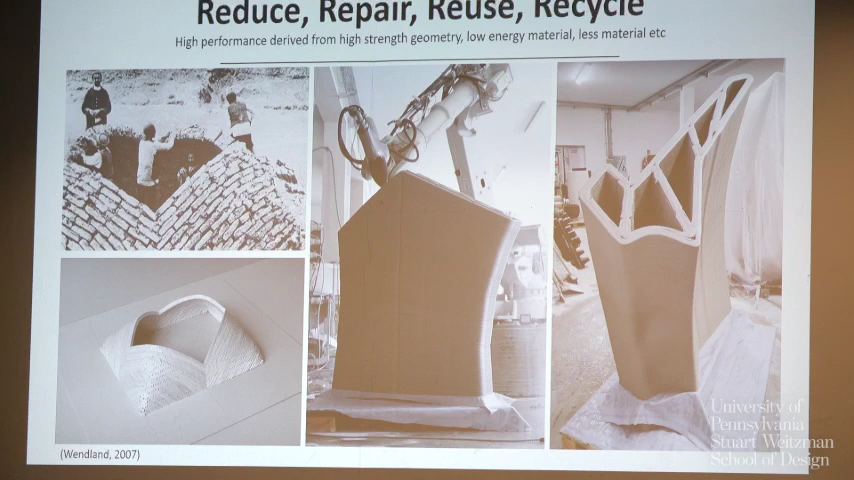 Reduce, Repair, Reuse, Recycle
High performance derived from high strength geometry, low energy material, less material etc
(Wendland, 2007)
University of
Pennsylvania
Stuart Weitzman
School of Design